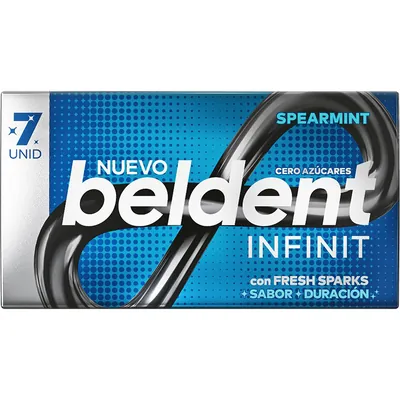 7
UNID
SPEARMINT
NUEVO
CERO AZÚCARES
beldent
INFINIT
con FRESH SPARKS
+ SABOR + DURACIÓN +